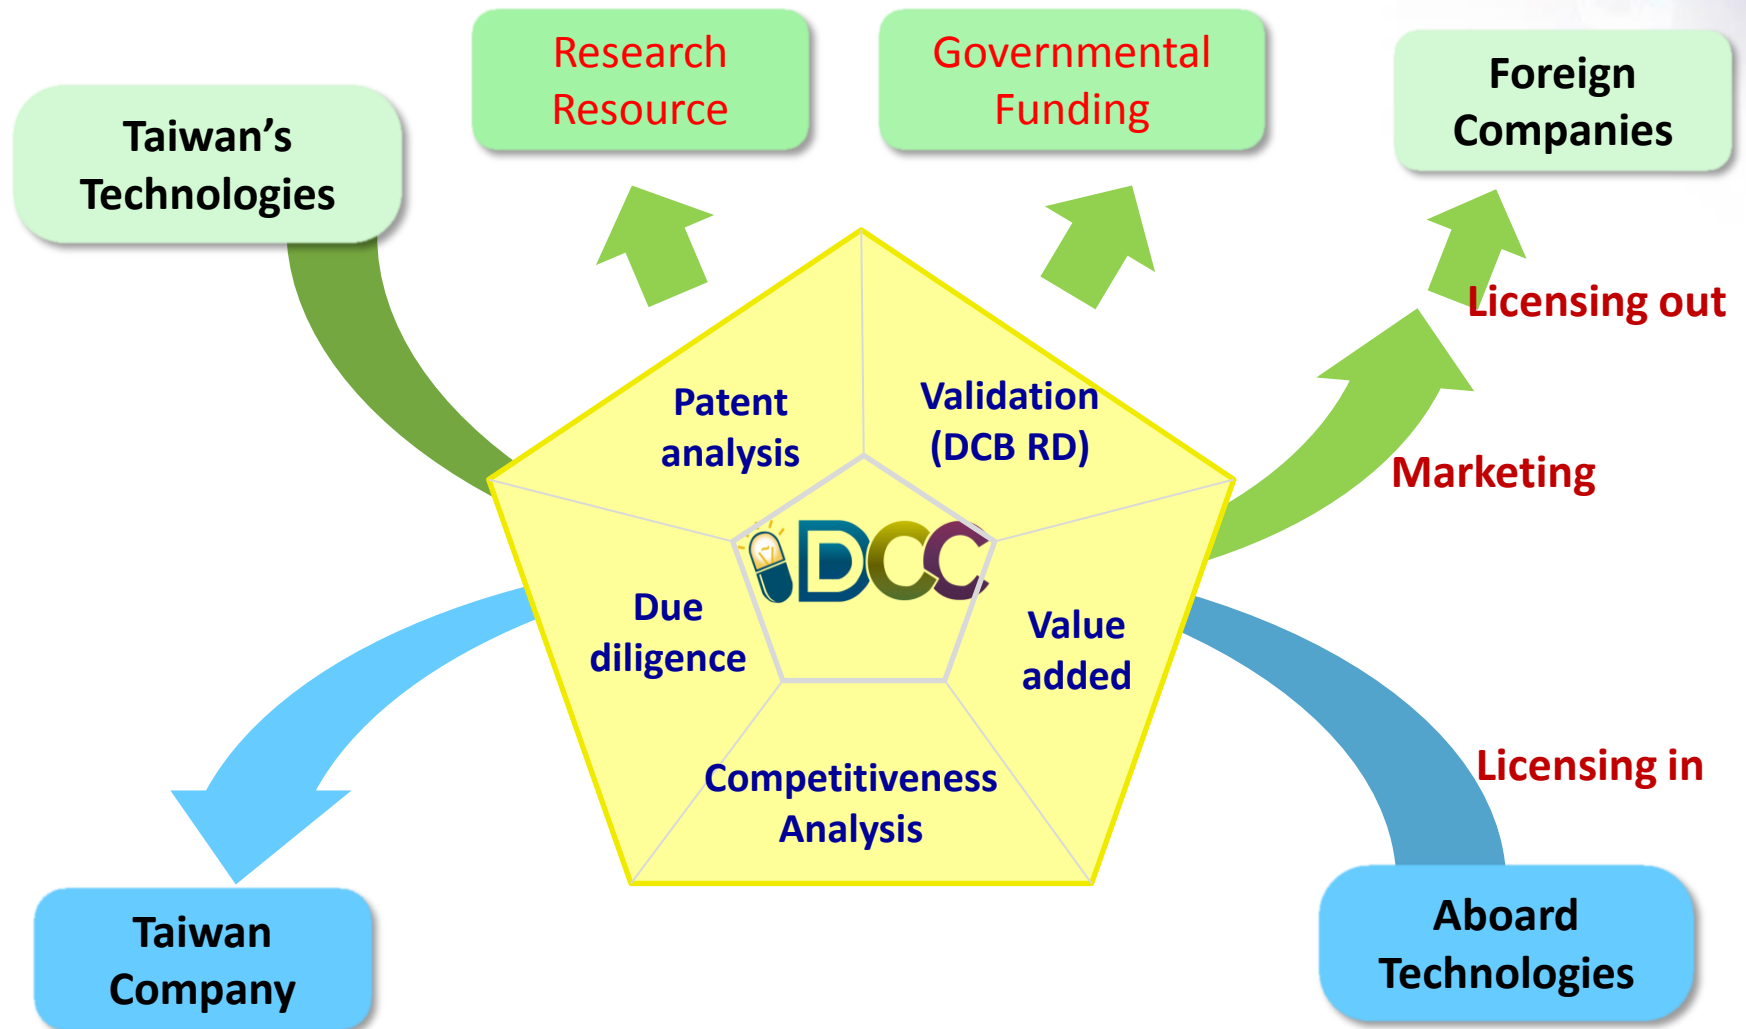 Research
Resource
Governmental
Funding
Foreign
Companies
Taiwan’s
Technologies
Licensing out
Patent
analysis
Validation
(DCB RD)
Marketing
DCC
Due
diligence
Value
added
Competitiveness
Analysis
Licensing in
Taiwan
Company
Aboard
Technologies